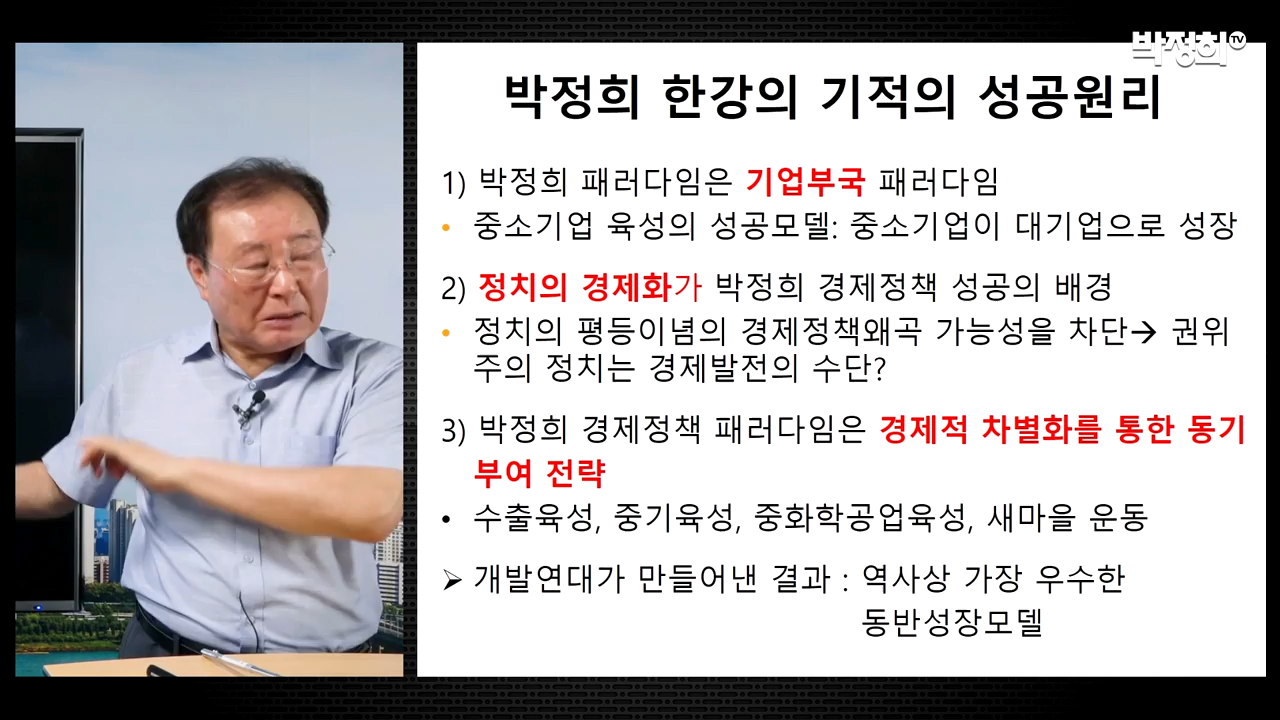 박정희TV
박정희 한강의 기적의 성공원리
1) 박정희 패러다임은 기업부국 패러다임
• 중소기업 육성의 성공모델: 중소기업이 대기업으로 성장
2) 정치의 경제화가 박정희 경제정책 성공의 배경
• 정치의 평등이념의 경제정책왜곡 가능성을 차단→ 권위
주의 정치는 경제발전의 수단?
3) 박정희 경제정책 패러다임은 경제적 차별화를 통한 동기
부여 전략
• 수출육성, 중기육성, 중화학공업육성, 새마을 운동
➢ 개발연대가 만들어낸 결과 : 역사상 가장 우수한
동반성장모델